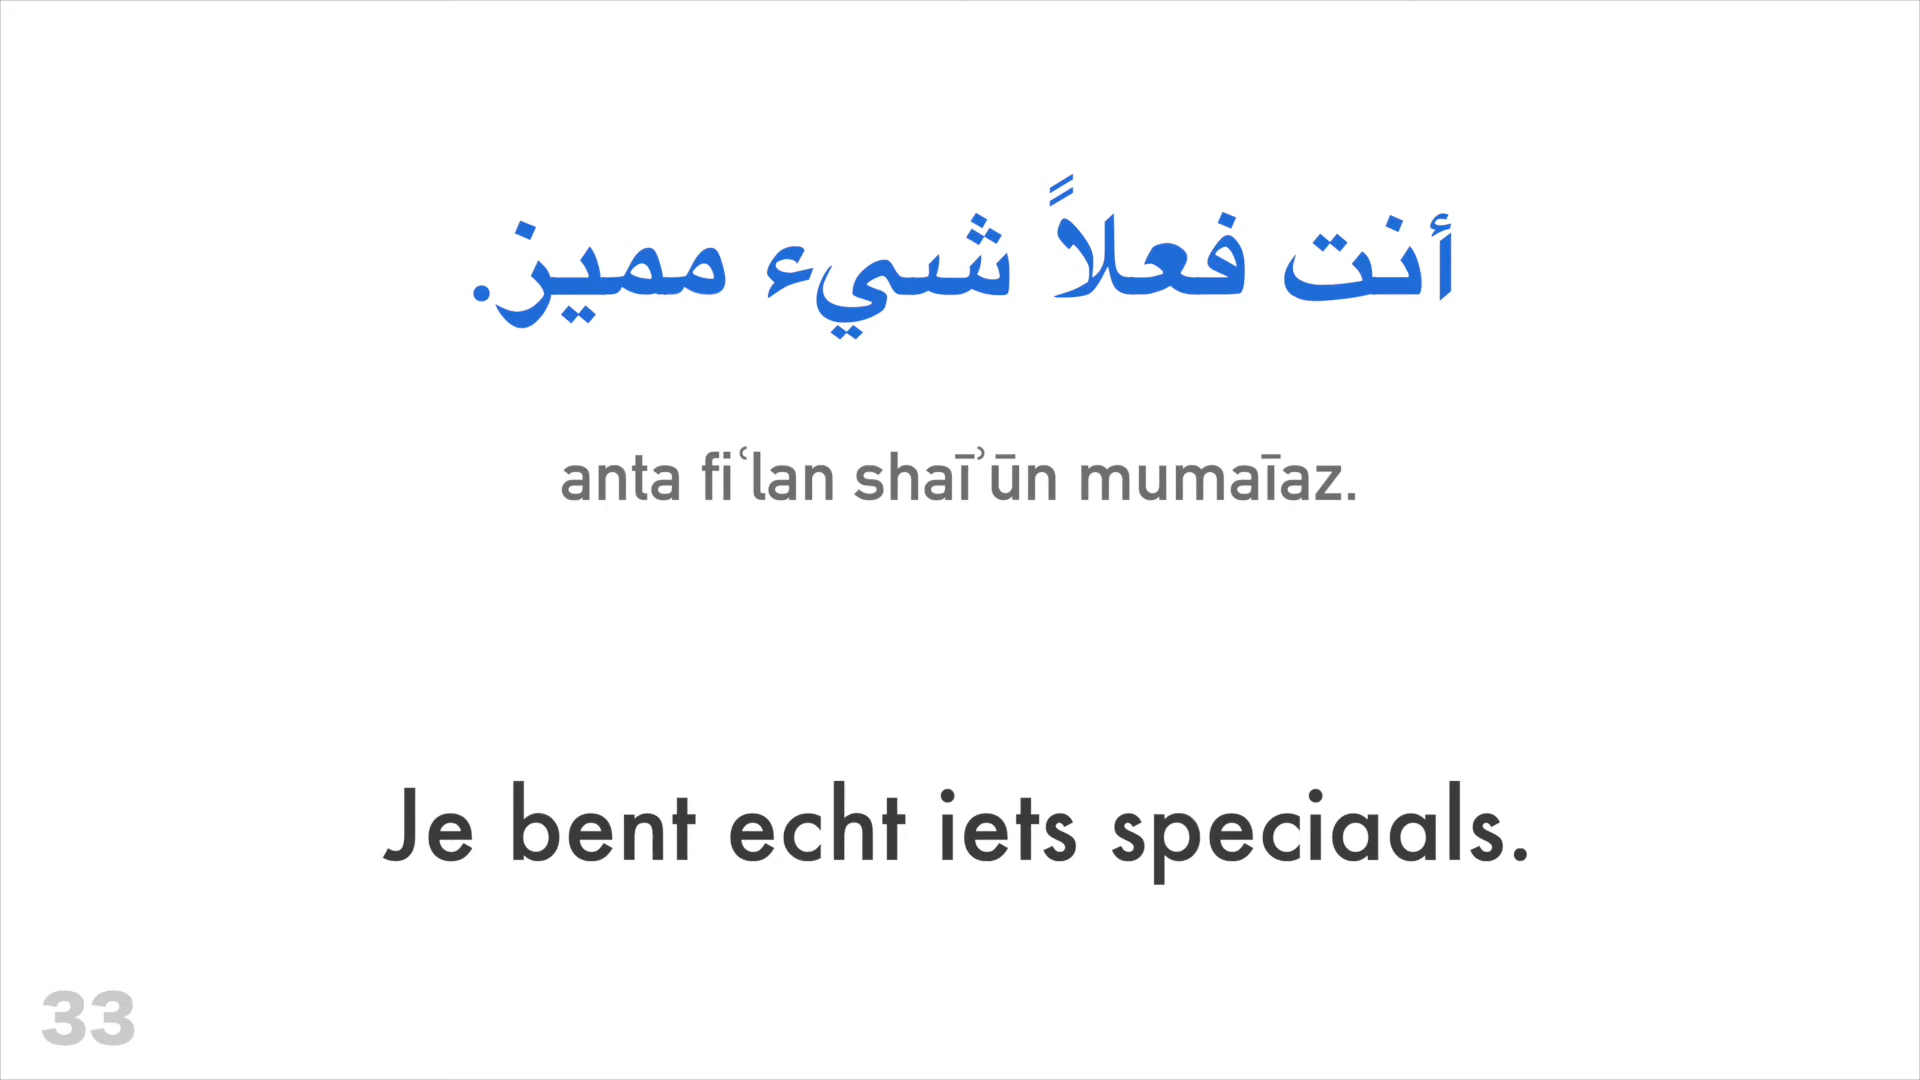 أنت فعلاً شيء مميز.
anta fiʿlan shaīʾūn mumaīaz.
Je bent echt iets speciaals.
33